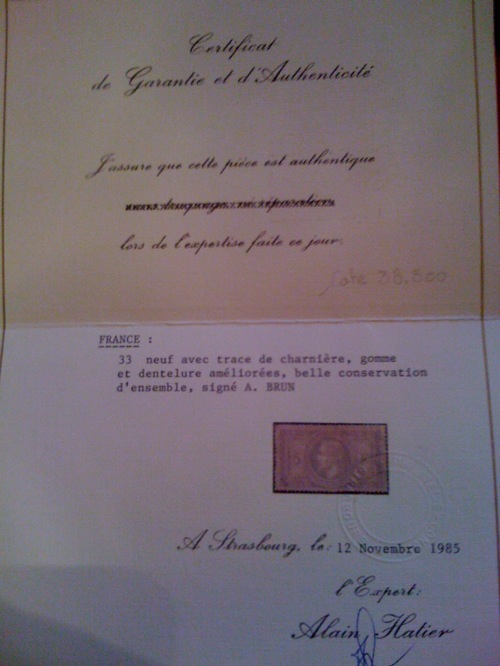 Certificat
de Garantie et d'Authenticité
J'assure que cette pièce est authentique
lors de l'expertise faite ce jour:
38.500
FRANCE :
33 neuf avec trace de charnière, gomme
et dentelure améliorées, belle conservation
d'ensemble, signé A. BRUN
A Strasbourg, le: 12 Novembre 1985
l'Expert:
Alain Hatier